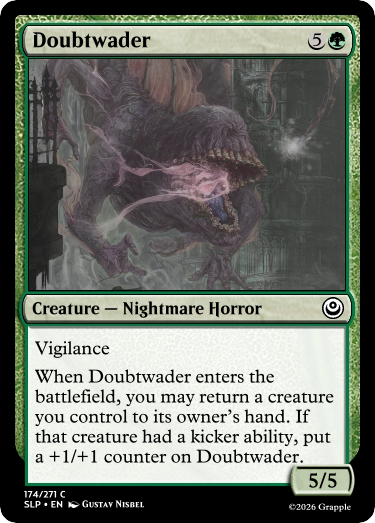 Doubtwader 5
Creature — Nightmare Horror
Vigilance
When Doubtwader enters the
battlefield, you may return a creature
you control to its owner's hand. If
that creature had a kicker ability, put
a +1/+1 counter on Doubtwader.
5/5
174/271 C
SLP • EN Gustav Nisbel
©2026 Grapple